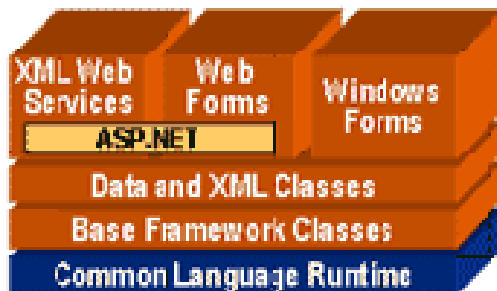 XML Web
Services
Web
Forms
Windows
Forms
ASP.NET
Data and XML Classes
Base Framework Classes
Common Language Runtime